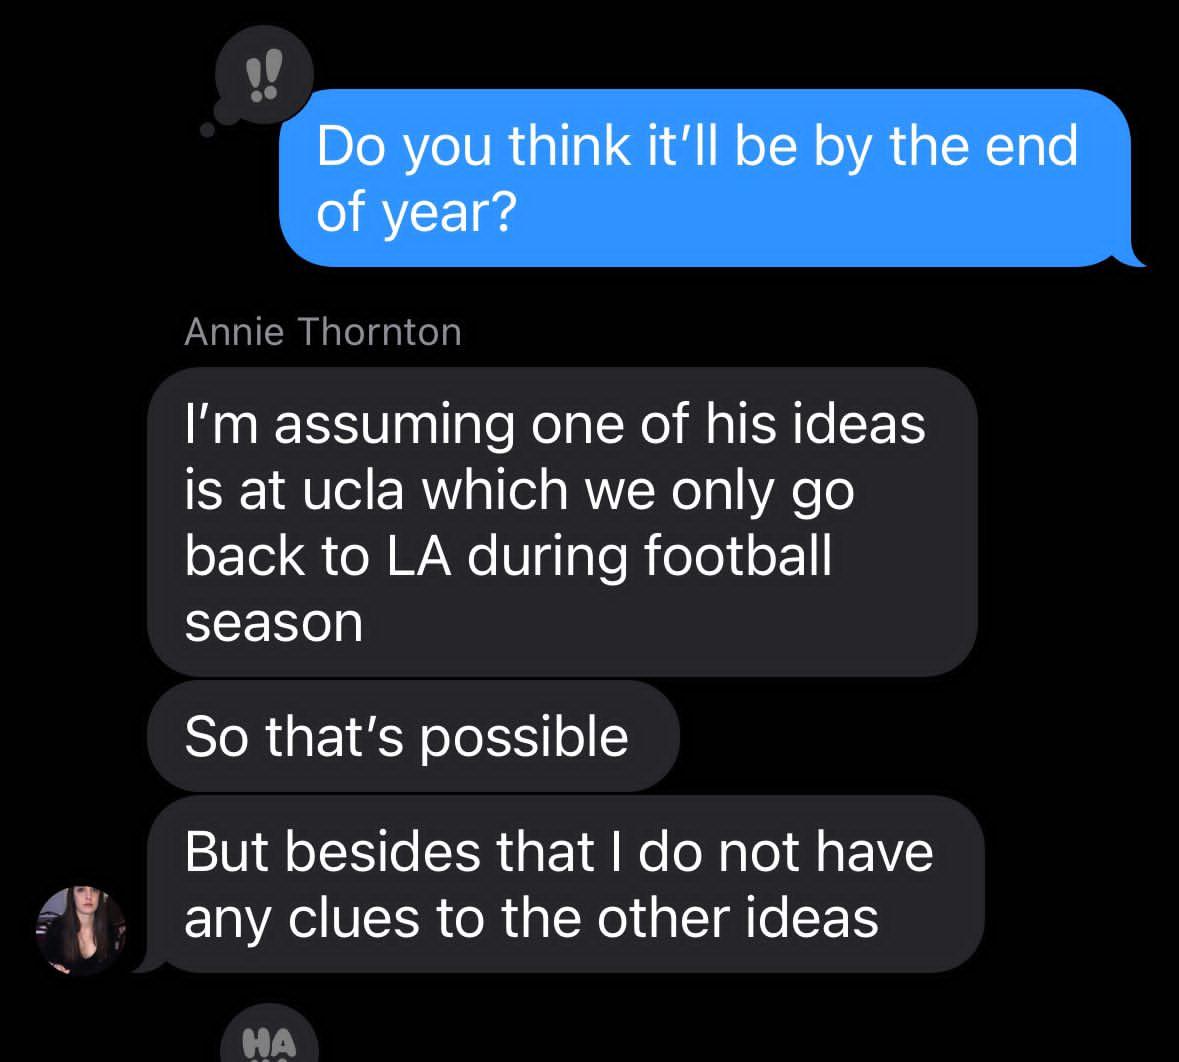 !!
Do you think it’ll be by the end
of year?
Annie Thornton
I’m assuming one of his ideas
is at ucla which we only go
back to LA during football
season
So that’s possible
But besides that I do not have
any clues to the other ideas
HA